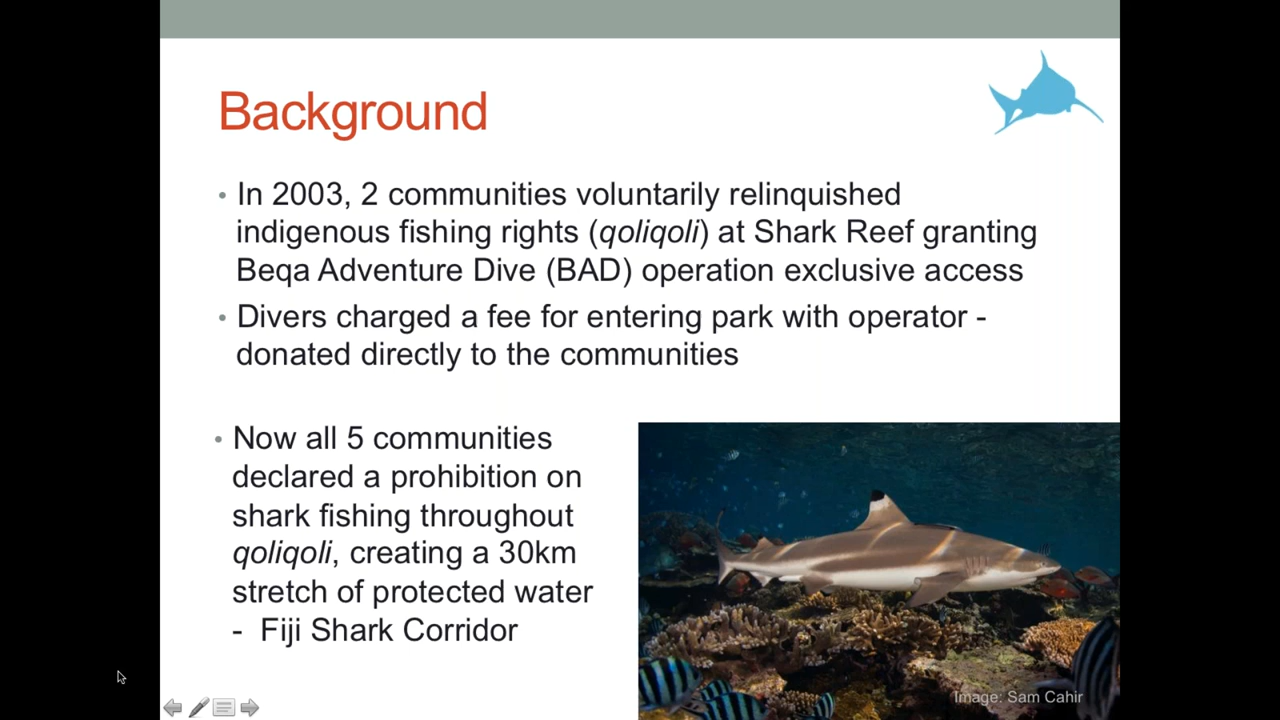 Background
• In 2003, 2 communities voluntarily relinquished
indigenous fishing rights (qoliqoli) at Shark Reef granting
Beqa Adventure Dive (BAD) operation exclusive access
• Divers charged a fee for entering park with operator -
donated directly to the communities
• Now all 5 communities
declared a prohibition on
shark fishing throughout
qoliqoli, creating a 30km
stretch of protected water
- Fiji Shark Corridor
Image: Sam Cahir